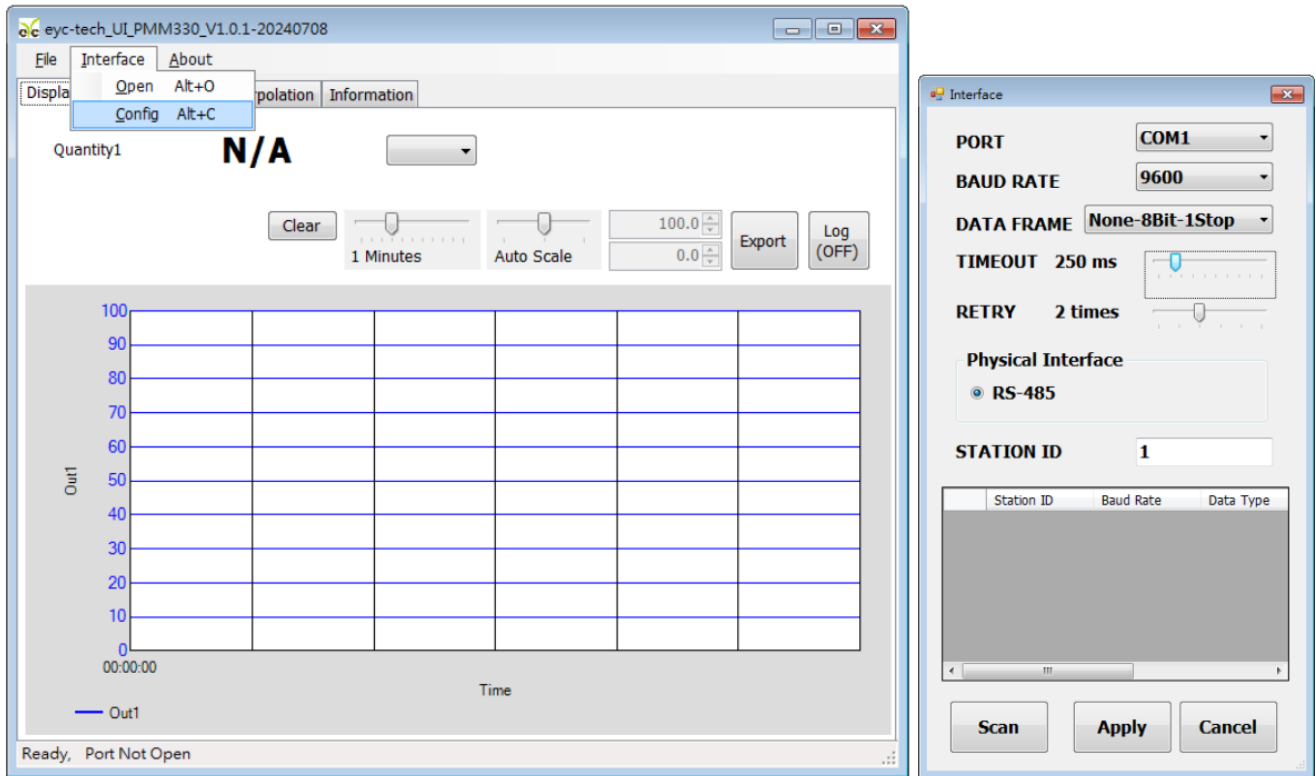 eyc-tech_UI_PMM330_V1.0.1-20240708
File Interface About
Open Alt+O
Config Alt+C
Information
Quantity1 N/A
Clear
1 Minutes
Auto Scale
100.0
0.0
Export
Log
(OFF)
100
90
80
70
60
50
40
30
20
10
0
Out1
00:00:00
Time
Out1
Ready, Port Not Open
Interface
PORT COM1
BAUD RATE 9600
DATA FRAME None-8Bit-1Stop
TIMEOUT 250 ms
RETRY 2 times
Physical Interface
RS-485
STATION ID 1
Station ID Baud Rate Data Type
Scan Apply Cancel